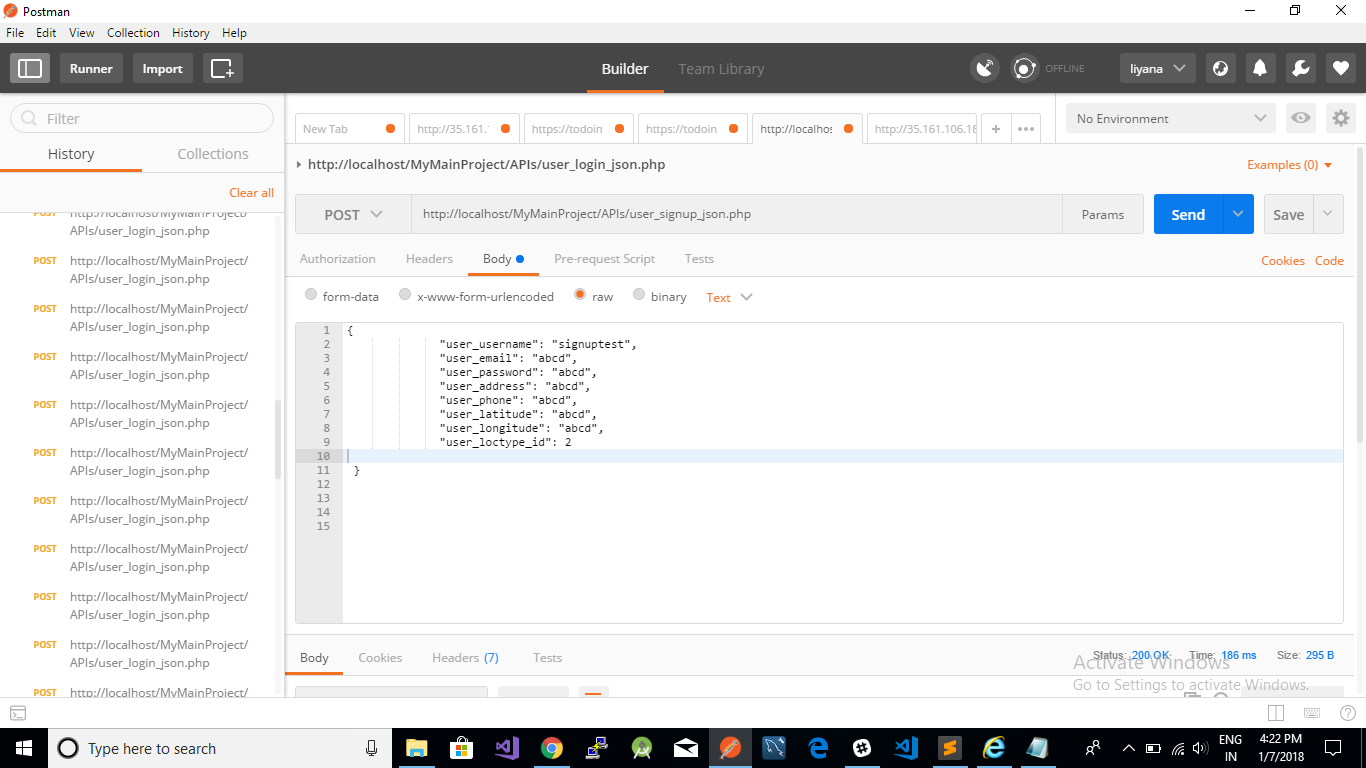 Postman
File Edit View Collection History Help
Runner Import Builder Team Library OFFLINE liyana
Filter
History Collections
Clear all
POST http://localhost/MyMainProject/
APIs/user_login_json.php
POST http://localhost/MyMainProject/
APIs/user_login_json.php
POST http://localhost/MyMainProject/
APIs/user_login_json.php
POST http://localhost/MyMainProject/
APIs/user_login_json.php
POST http://localhost/MyMainProject/
APIs/user_login_json.php
POST http://localhost/MyMainProject/
APIs/user_login_json.php
POST http://localhost/MyMainProject/
APIs/user_login_json.php
POST http://localhost/MyMainProject/
APIs/user_login_json.php
POST http://localhost/MyMainProject/
APIs/user_login_json.php
POST http://localhost/MyMainProject/
APIs/user_login_json.php
POST http://localhost/MyMainProject/
New Tab http://35.161. https://todoin https://todoin http://localhos http://35.161.106.18 + •••
No Environment
http://localhost/MyMainProject/APIs/user_login_json.php Examples (0)
POST http://localhost/MyMainProject/APIs/user_signup_json.php Params Send Save
Authorization Headers Body Pre-request Script Tests Cookies Code
form-data x-www-form-urlencoded raw binary Text
1 {
2 "user_username": "signuptest",
3 "user_email": "abcd",
4 "user_password": "abcd",
5 "user_address": "abcd",
6 "user_phone": "abcd",
7 "user_latitude": "abcd",
8 "user_longitude": "abcd",
9 "user_loctype_id": 2
10
11 }
12
13
14
15
Body Cookies Headers (7) Tests Status: 200 OK Time: 186 ms Size: 295 B
Activate Windows
Go to Settings to activate Windows.
Type here to search
ENG
IN
4:22 PM
1/7/2018